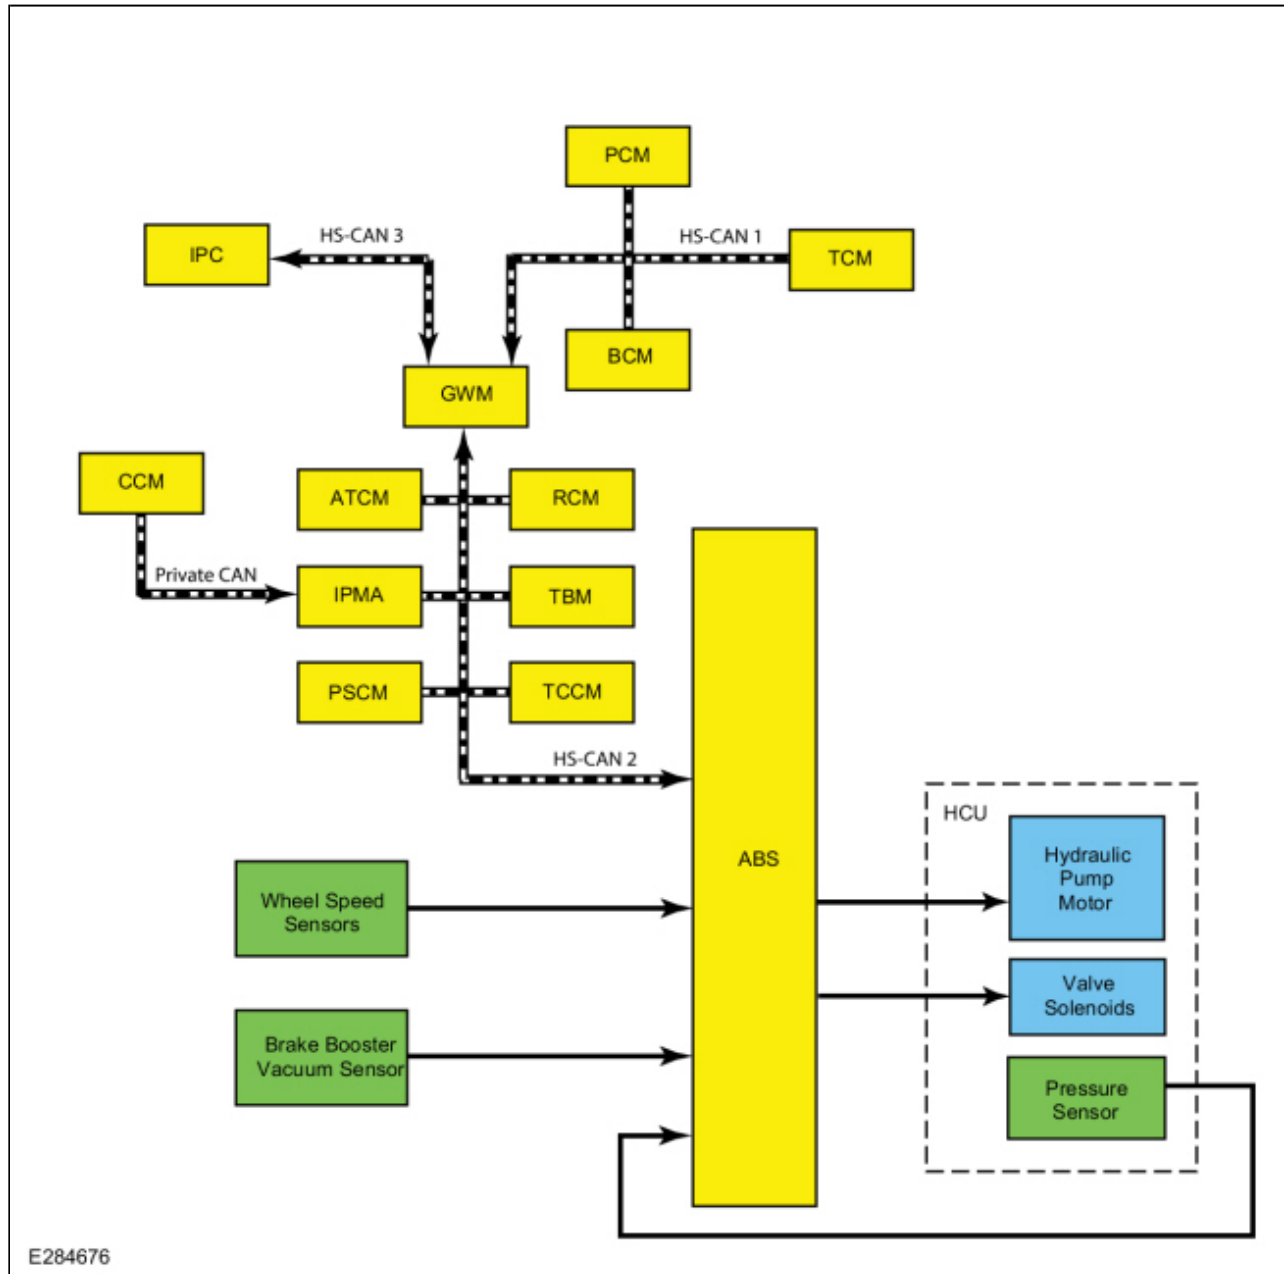 PCM
HS-CAN 3
HS-CAN 1
IPC
TCM
BCM
GWM
CCM
ATCM
RCM
Private CAN
IPMA
TBM
PSCM
TCCM
HS-CAN 2
HCU
ABS
Hydraulic
Pump
Motor
Wheel Speed
Sensors
Valve
Solenoids
Brake Booster
Vacuum Sensor
Pressure
Sensor
E284676